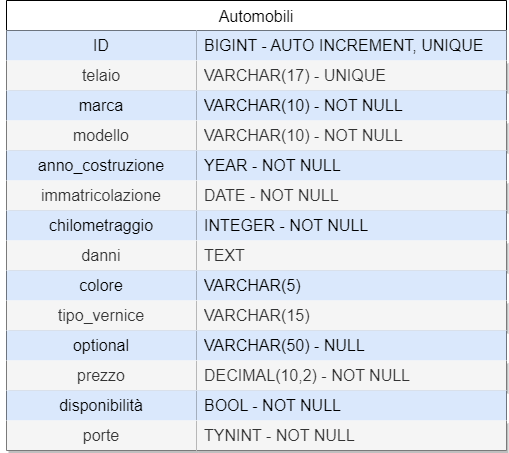 Automobili
ID BIGINT - AUTO INCREMENT, UNIQUE
telaio VARCHAR(17) - UNIQUE
marca VARCHAR(10) - NOT NULL
modello VARCHAR(10) - NOT NULL
anno_costruzione YEAR - NOT NULL
immatricolazione DATE - NOT NULL
chilometraggio INTEGER - NOT NULL
danni TEXT
colore VARCHAR(5)
tipo_vernice VARCHAR(15)
optional VARCHAR(50) - NULL
prezzo DECIMAL(10,2) - NOT NULL
disponibilità BOOL - NOT NULL
porte TYNINT - NOT NULL